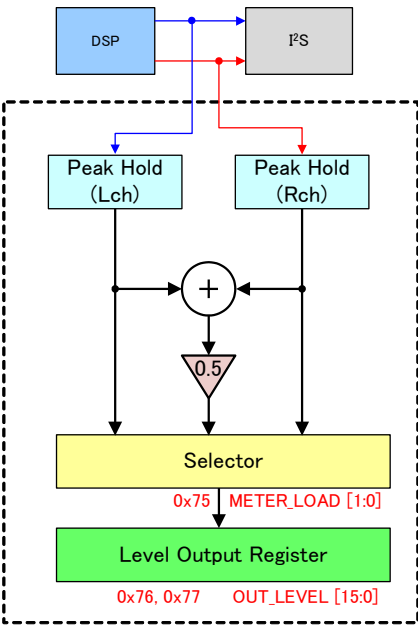 DSP
I²S
Peak Hold
(Lch)
Peak Hold
(Rch)
+
0.5
Selector
0x75 METER_LOAD [1:0]
Level Output Register
0x76, 0x77 OUT_LEVEL [15:0]